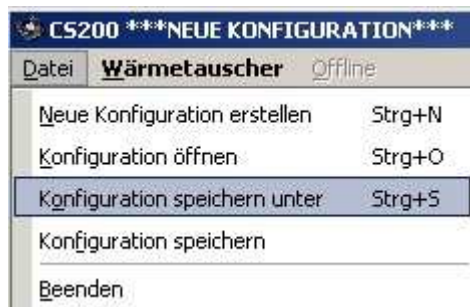 CS200 ***NEUE KONFIGURATION***
Datei Wärmetauscher Offline
Neue Konfiguration erstellen Strg+N
Konfiguration öffnen Strg+O
Konfiguration speichern unter Strg+S
Konfiguration speichern
Beenden